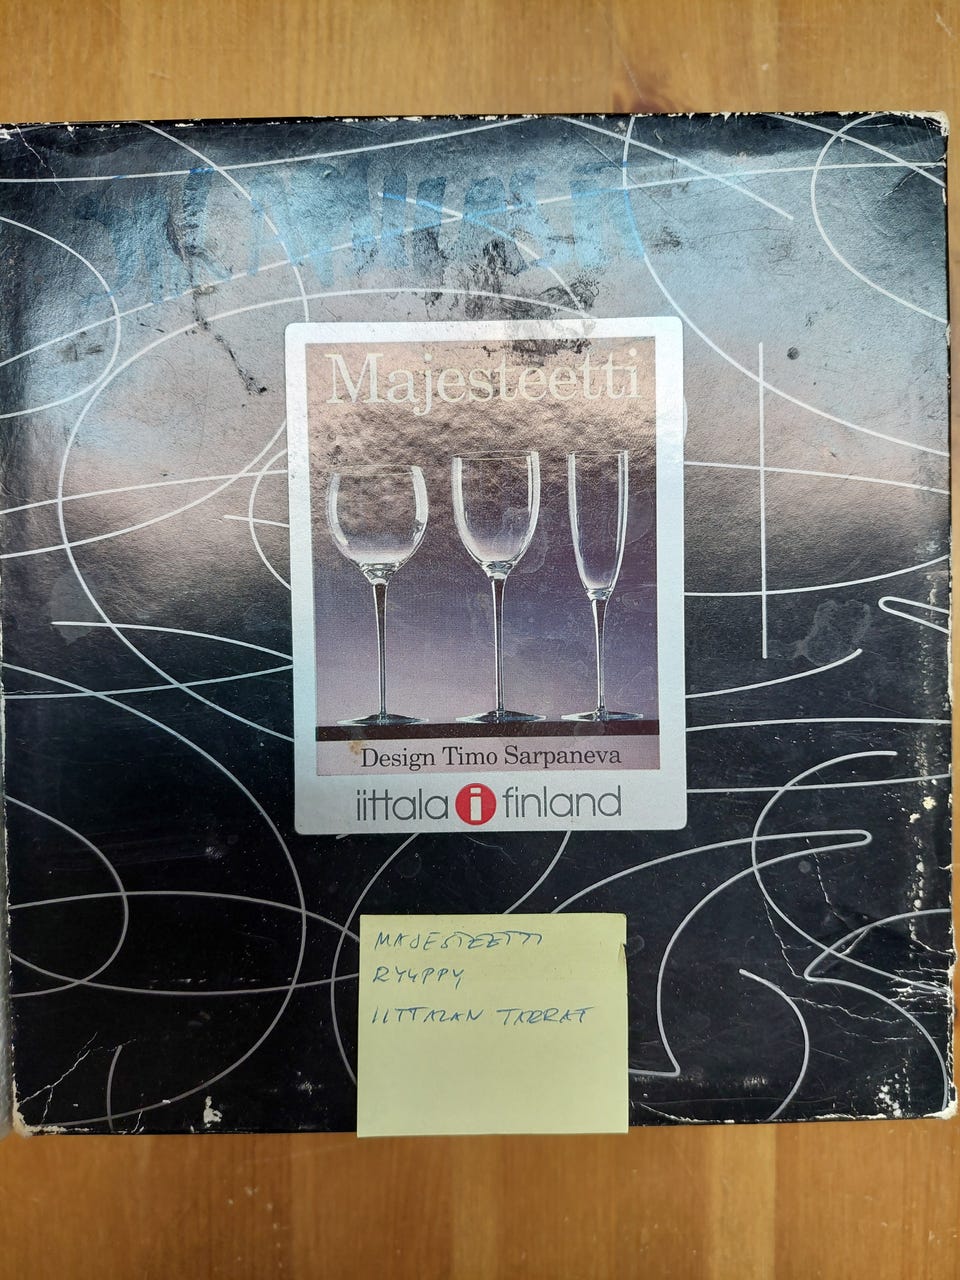 Majesteetti
Design Timo Sarpaneva
iittala i finland
MAJESTEETTI
RYYPPY
IITTALAN TARRAT